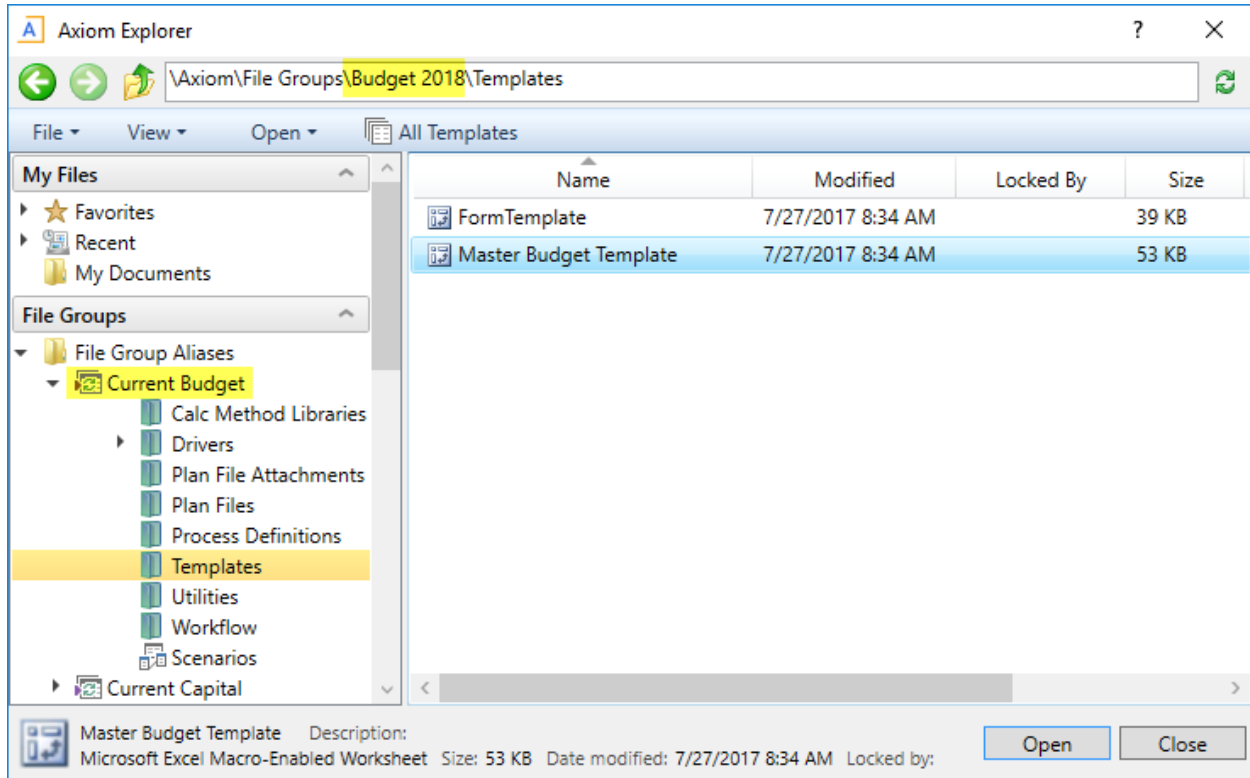 A Axiom Explorer ?
\Axiom\File Groups\Budget 2018\Templates
File View Open All Templates
My Files
Favorites
Recent
My Documents
File Groups
File Group Aliases
Current Budget
Calc Method Libraries
Drivers
Plan File Attachments
Plan Files
Process Definitions
Templates
Utilities
Workflow
Scenarios
Current Capital
Name Modified Locked By Size
FormTemplate 7/27/2017 8:34 AM 39 KB
Master Budget Template 7/27/2017 8:34 AM 53 KB
Master Budget Template Description:
Microsoft Excel Macro-Enabled Worksheet Size: 53 KB Date modified: 7/27/2017 8:34 AM Locked by:
Open Close